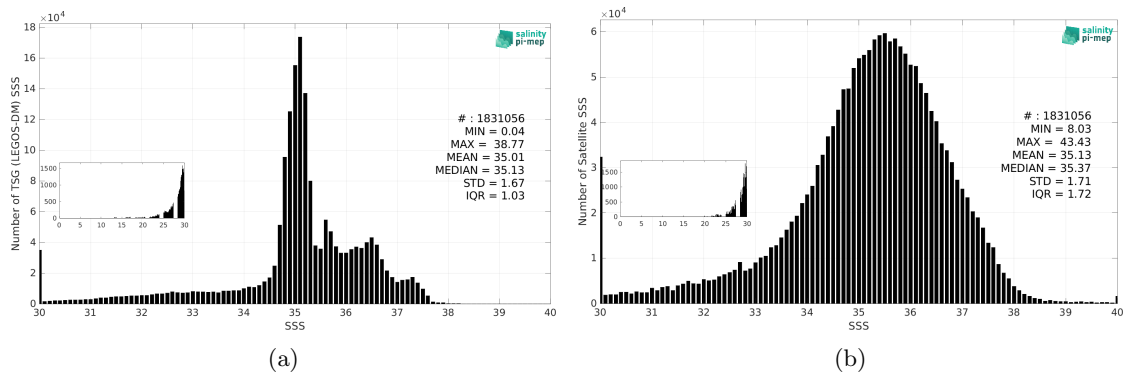 ×10⁴
18
16
14
12
10
8
6
4
2
0
Number of TSG (LEGOS-DM) SSS
salinity
pi-mep
# : 1831056
MIN = 0.04
MAX = 38.77
MEAN = 35.01
MEDIAN = 35.13
STD = 1.67
IQR = 1.03
1500
1000
500
0
0 5 10 15 20 25 30
30 31 32 33 34 35 36 37 38 39 40
SSS
(a)
×10⁴
6
5
4
3
2
1
0
Number of Satellite SSS
salinity
pi-mep
# : 1831056
MIN = 8.03
MAX = 43.43
MEAN = 35.13
MEDIAN = 35.37
STD = 1.71
IQR = 1.72
1500
1000
500
0
0 5 10 15 20 25 30
30 31 32 33 34 35 36 37 38 39 40
SSS
(b)